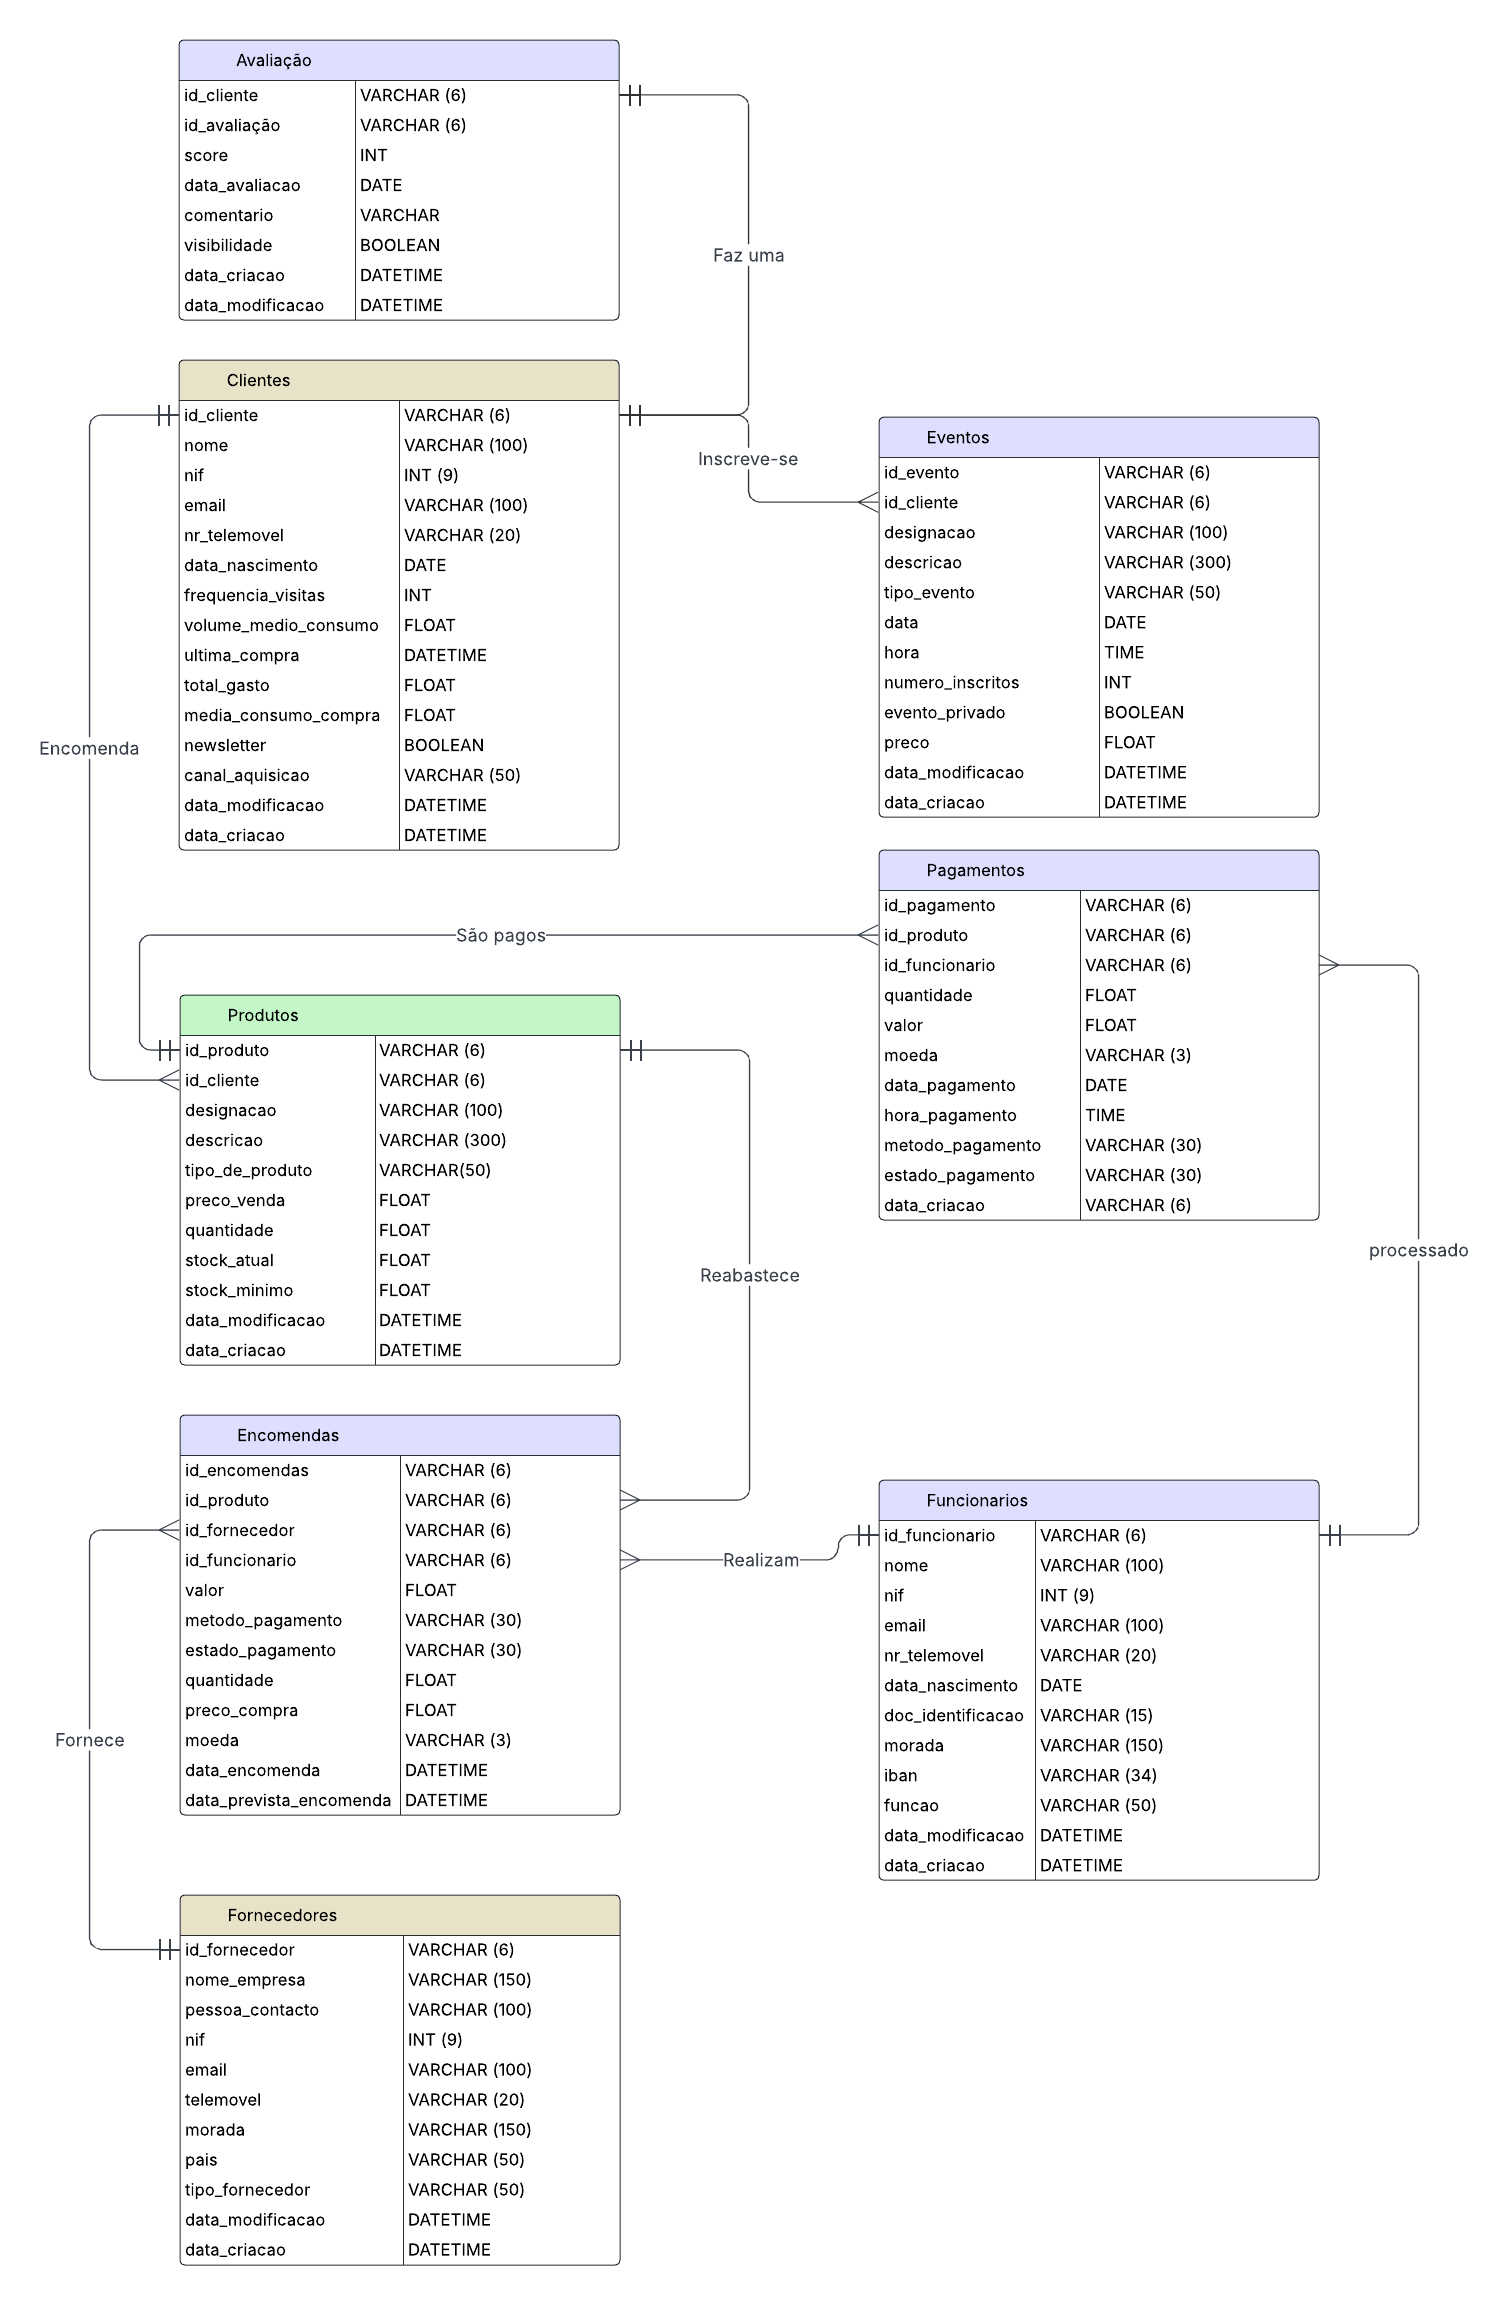 Avaliação
id_cliente VARCHAR (6)
id_avaliação VARCHAR (6)
score INT
data_avaliacao DATE
comentario VARCHAR
visibilidade BOOLEAN
data_criacao DATETIME
data_modificacao DATETIME
Faz uma
Clientes
id_cliente VARCHAR (6)
nome VARCHAR (100)
nif INT (9)
email VARCHAR (100)
nr_telemovel VARCHAR (20)
data_nascimento DATE
frequencia_visitas INT
volume_medio_consumo FLOAT
ultima_compra DATETIME
total_gasto FLOAT
media_consumo_compra FLOAT
newsletter BOOLEAN
canal_aquisicao VARCHAR (50)
data_modificacao DATETIME
data_criacao DATETIME
Inscreve-se
Eventos
id_evento VARCHAR (6)
id_cliente VARCHAR (6)
designacao VARCHAR (100)
descricao VARCHAR (300)
tipo_evento VARCHAR (50)
data DATE
hora TIME
numero_inscritos INT
evento_privado BOOLEAN
preco FLOAT
data_modificacao DATETIME
data_criacao DATETIME
Encomenda
São pagos
Pagamentos
id_pagamento VARCHAR (6)
id_produto VARCHAR (6)
id_funcionario VARCHAR (6)
quantidade FLOAT
valor FLOAT
moeda VARCHAR (3)
data_pagamento DATE
hora_pagamento TIME
metodo_pagamento VARCHAR (30)
estado_pagamento VARCHAR (30)
data_criacao VARCHAR (6)
Produtos
id_produto VARCHAR (6)
id_cliente VARCHAR (6)
designacao VARCHAR (100)
descricao VARCHAR (300)
tipo_de_produto VARCHAR(50)
preco_venda FLOAT
quantidade FLOAT
stock_atual FLOAT
stock_minimo FLOAT
data_modificacao DATETIME
data_criacao DATETIME
Reabastece
processado
Encomendas
id_encomendas VARCHAR (6)
id_produto VARCHAR (6)
id_fornecedor VARCHAR (6)
id_funcionario VARCHAR (6)
valor FLOAT
metodo_pagamento VARCHAR (30)
estado_pagamento VARCHAR (30)
quantidade FLOAT
preco_compra FLOAT
moeda VARCHAR (3)
data_encomenda DATETIME
data_prevista_encomenda DATETIME
Realizam
Funcionarios
id_funcionario VARCHAR (6)
nome VARCHAR (100)
nif INT (9)
email VARCHAR (100)
nr_telemovel VARCHAR (20)
data_nascimento DATE
doc_identificacao VARCHAR (15)
morada VARCHAR (150)
iban VARCHAR (34)
funcao VARCHAR (50)
data_modificacao DATETIME
data_criacao DATETIME
Fornece
Fornecedores
id_fornecedor VARCHAR (6)
nome_empresa VARCHAR (150)
pessoa_contacto VARCHAR (100)
nif INT (9)
email VARCHAR (100)
telemovel VARCHAR (20)
morada VARCHAR (150)
pais VARCHAR (50)
tipo_fornecedor VARCHAR (50)
data_modificacao DATETIME
data_criacao DATETIME